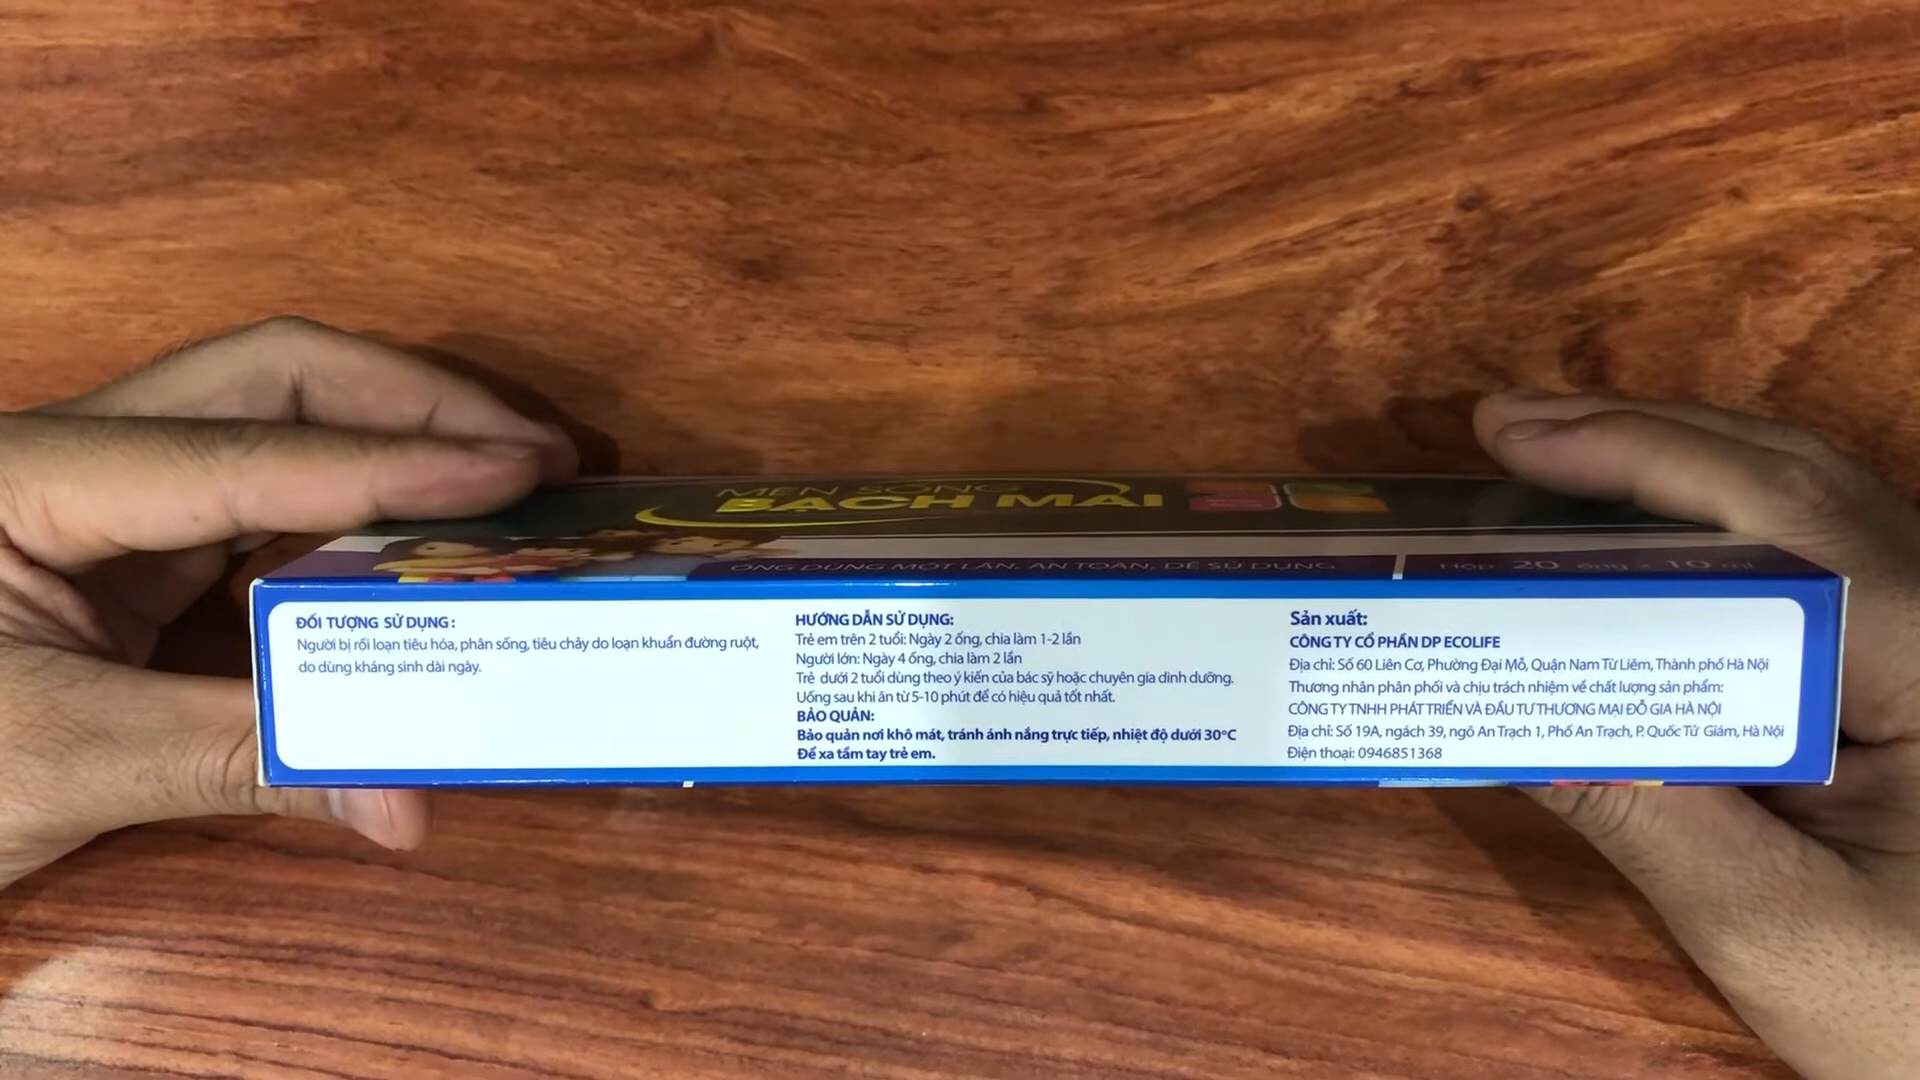 MEN SỐNG
BẠCH MAI
ỐNG DÙNG MỘT LẦN, AN TOÀN, DỄ SỬ DỤNG
Hộp 20 ống x 10 ml
ĐỐI TƯỢNG SỬ DỤNG :
Người bị rối loạn tiêu hóa, phân sống, tiêu chảy do loạn khuẩn đường ruột,
do dùng kháng sinh dài ngày.
HƯỚNG DẪN SỬ DỤNG:
Trẻ em trên 2 tuổi: Ngày 2 ống, chia làm 1-2 lần
Người lớn: Ngày 4 ống, chia làm 2 lần
Trẻ dưới 2 tuổi dùng theo ý kiến của bác sỹ hoặc chuyên gia dinh dưỡng.
Uống sau khi ăn từ 5-10 phút để có hiệu quả tốt nhất.
BẢO QUẢN:
Bảo quản nơi khô mát, tránh ánh nắng trực tiếp, nhiệt độ dưới 30°C
Để xa tầm tay trẻ em.
Sản xuất:
CÔNG TY CỔ PHẦN DP ECOLIFE
Địa chỉ: Số 60 Liên Cơ, Phường Đại Mỗ, Quận Nam Từ Liêm, Thành phố Hà Nội
Thương nhân phân phối và chịu trách nhiệm về chất lượng sản phẩm:
CÔNG TY TNHH PHÁT TRIỂN VÀ ĐẦU TƯ THƯƠNG MẠI ĐỖ GIA HÀ NỘI
Địa chỉ: Số 19A, ngách 39, ngõ An Trạch 1, Phố An Trạch, P. Quốc Tử Giám, Hà Nội
Điện thoại: 0946851368